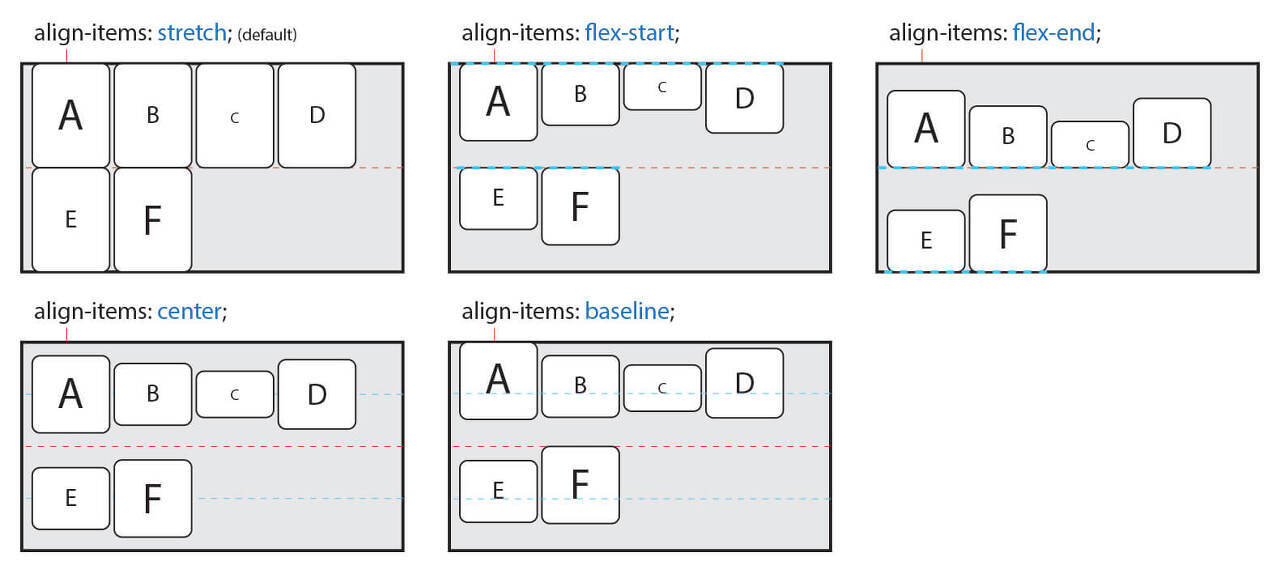 align-items: stretch; (default)
align-items: flex-start;
align-items: flex-end;
A B C D
E F
A B C D
E F
A B C D
E F
align-items: center;
align-items: baseline;
A B C D
E F
A B C D
E F